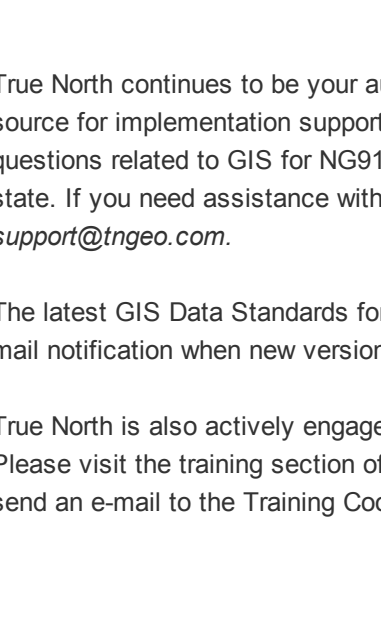 True North continues to be your au
source for implementation support
questions related to GIS for NG91
state. If you need assistance with
support@tngeo.com.
The latest GIS Data Standards for
mail notification when new version
True North is also actively engage
Please visit the training section of
send an e-mail to the Training Coo